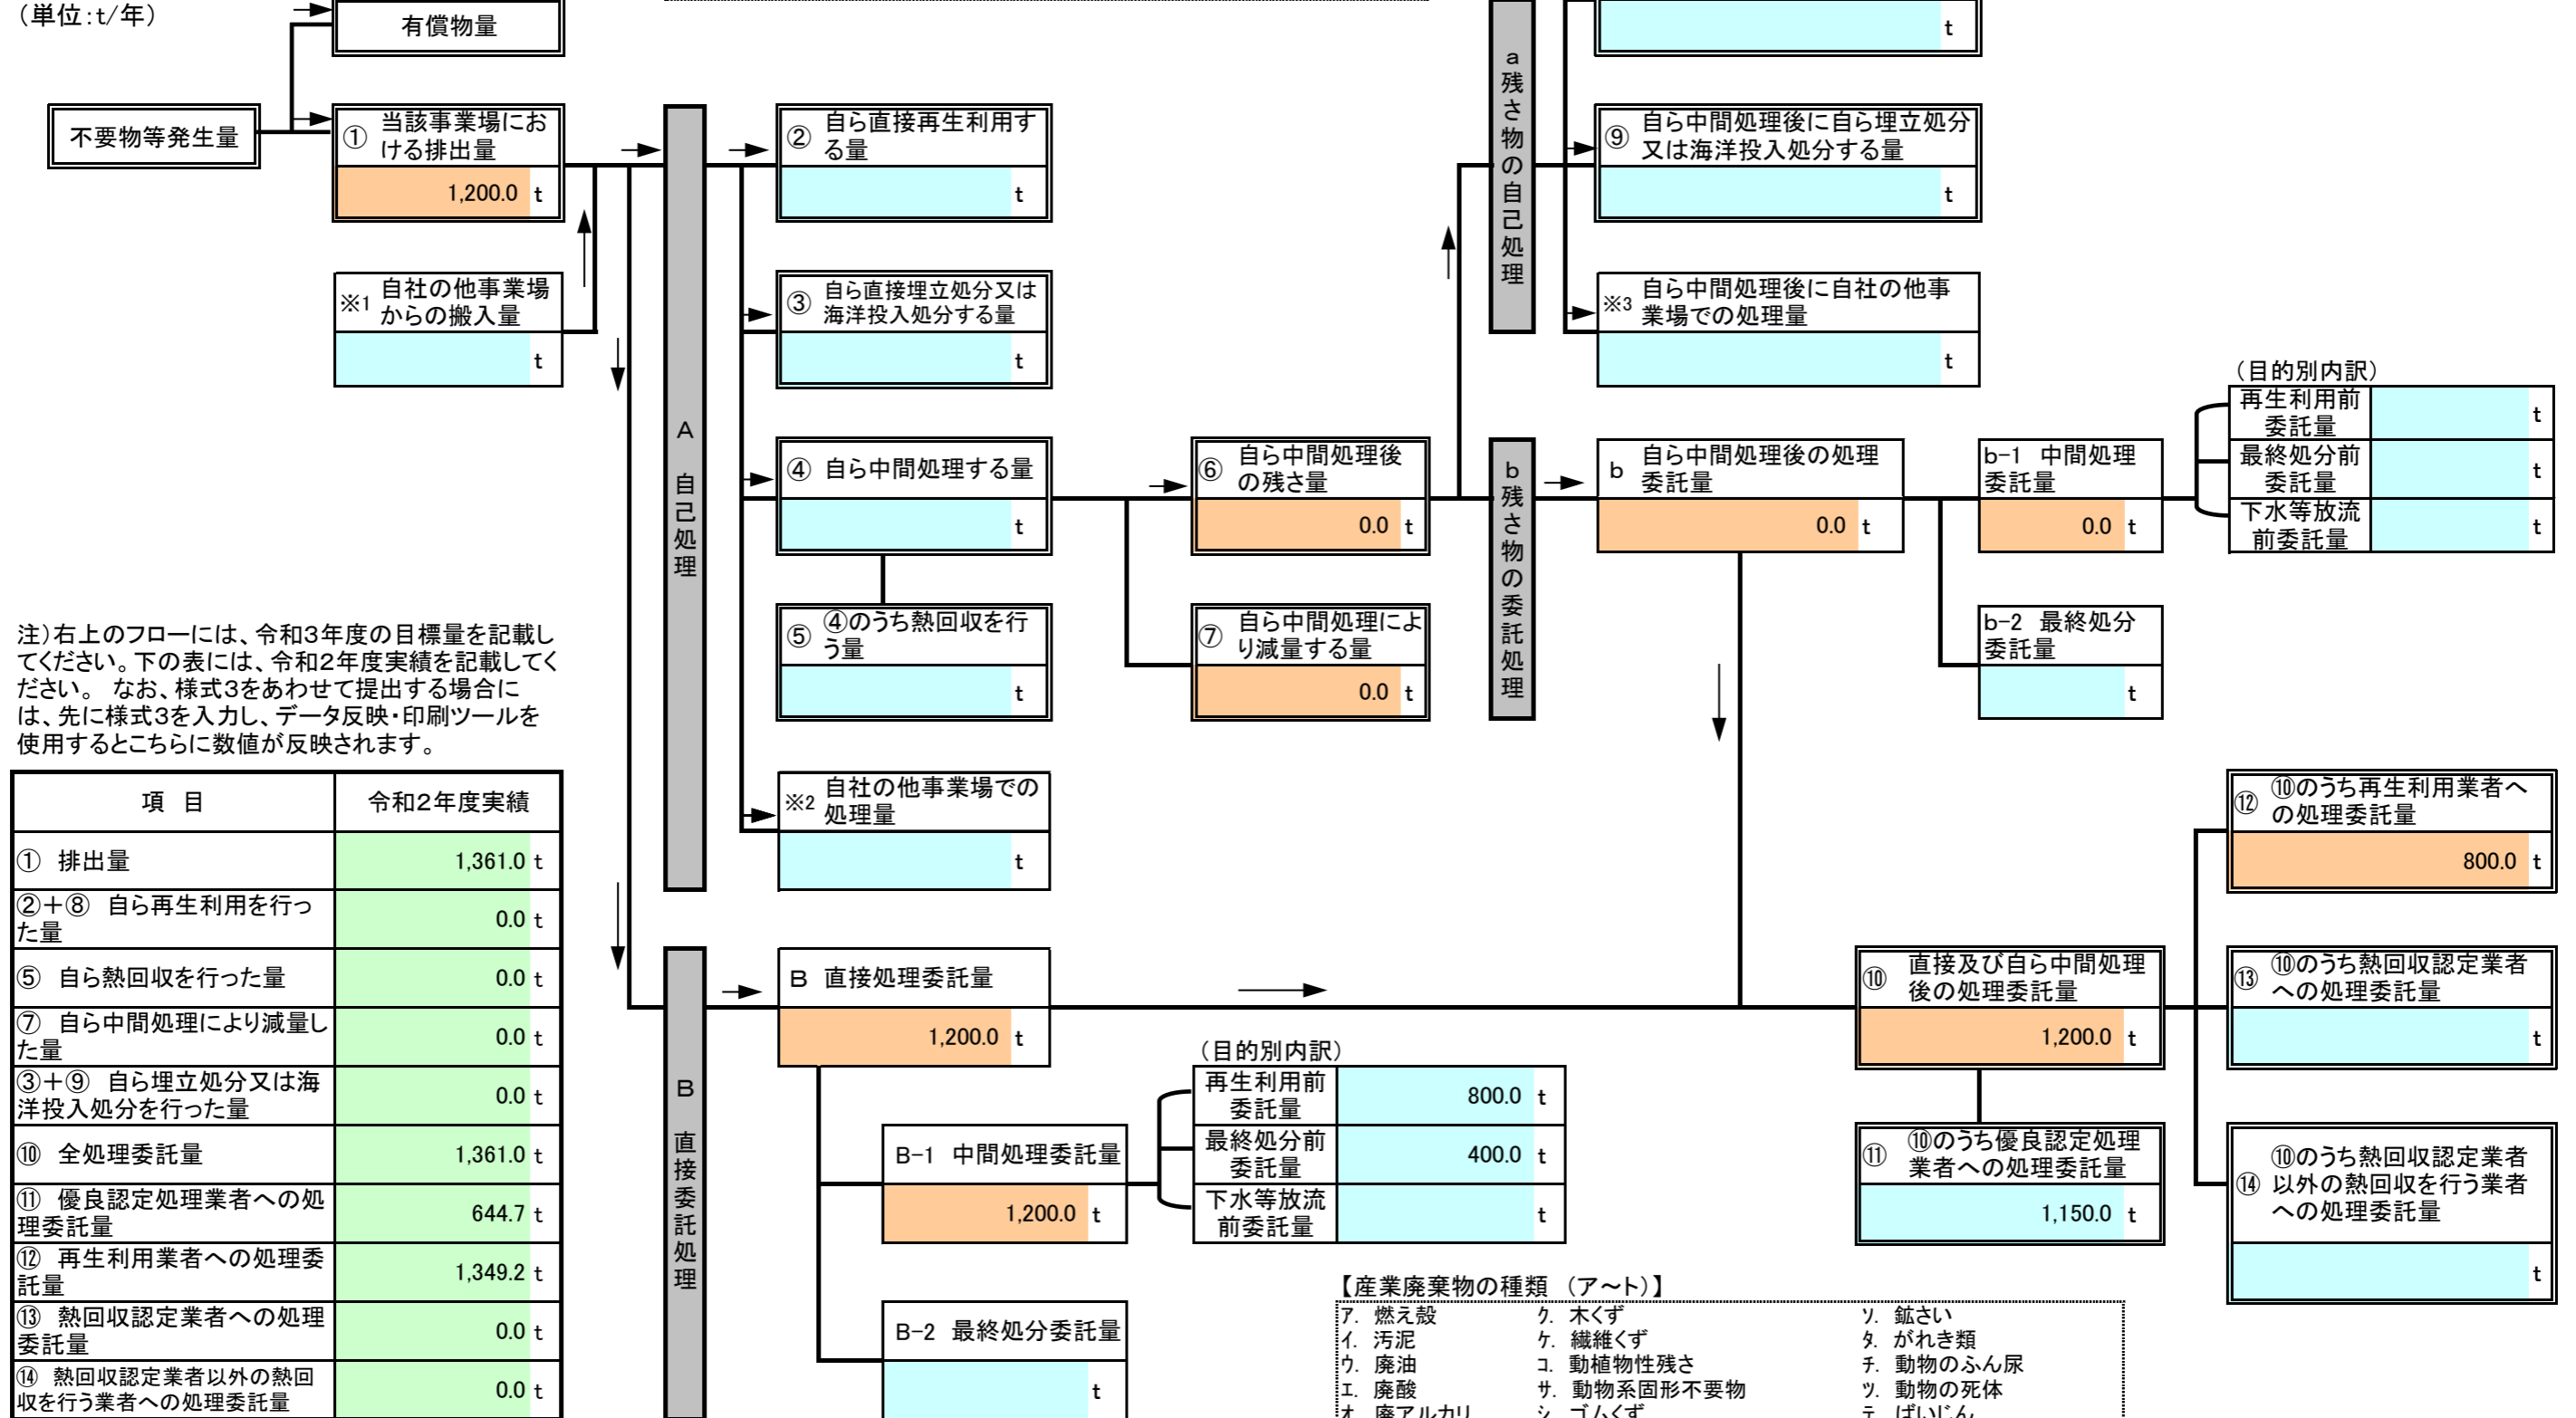 (単位:t/年)
有償物量
t
不要物等発生量
① 当該事業場にお
ける排出量
1,200.0 t
※1 自社の他事業場
からの搬入量
t
A 自己処理
② 自ら直接再生利用す
る量
t
③ 自ら直接埋立処分又は
海洋投入処分する量
t
④ 自ら中間処理する量
t
⑤ ④のうち熱回収を行
う量
t
※2 自社の他事業場での
処理量
t
⑥ 自ら中間処理後
の残さ量
0.0 t
⑦ 自ら中間処理によ
り減量する量
0.0 t
a残さ物の自己処理
⑨ 自ら中間処理後に自ら埋立処分
又は海洋投入処分する量
t
※3 自ら中間処理後に自社の他事
業場での処理量
t
b残さ物の委託処理
b 自ら中間処理後の処理
委託量
0.0 t
b-1 中間処理
委託量
0.0 t
b-2 最終処分
委託量
t
(目的別内訳)
再生利用前
委託量
t
最終処分前
委託量
t
下水等放流
前委託量
t
注)右上のフローには、令和3年度の目標量を記載し
てください。下の表には、令和2年度実績を記載してく
ださい。 なお、様式3をあわせて提出する場合に
は、先に様式3を入力し、データ反映・印刷ツールを
使用するとこちらに数値が反映されます。
項 目 令和2年度実績
① 排出量 1,361.0 t
②+⑧ 自ら再生利用を行っ
た量 0.0 t
⑤ 自ら熱回収を行った量 0.0 t
⑦ 自ら中間処理により減量し
た量 0.0 t
③+⑨ 自ら埋立処分又は海
洋投入処分を行った量 0.0 t
⑩ 全処理委託量 1,361.0 t
⑪ 優良認定処理業者への処
理委託量 644.7 t
⑫ 再生利用業者への処理委
託量 1,349.2 t
⑬ 熱回収認定業者への処理
委託量 0.0 t
⑭ 熱回収認定業者以外の熱回
収を行う業者への処理委託量 0.0 t
B 直接委託処理
B 直接処理委託量
1,200.0 t
B-1 中間処理委託量
1,200.0 t
B-2 最終処分委託量
t
(目的別内訳)
再生利用前
委託量
800.0 t
最終処分前
委託量
400.0 t
下水等放流
前委託量
t
⑩ 直接及び自ら中間処理
後の処理委託量
1,200.0 t
⑪ ⑩のうち優良認定処理
業者への処理委託量
1,150.0 t
⑫ ⑩のうち再生利用業者へ
の処理委託量
800.0 t
⑬ ⑩のうち熱回収認定業者
への処理委託量
t
⑭ ⑩のうち熱回収認定業者
以外の熱回収を行う業者
への処理委託量
t
【産業廃棄物の種類 (ア~ト)】
ア. 燃え殻 ク. 木くず ソ. 鉱さい
イ. 汚泥 ケ. 繊維くず タ. がれき類
ウ. 廃油 コ. 動植物性残さ チ. 動物のふん尿
エ. 廃酸 サ. 動物系固形不要物 ツ. 動物の死体
オ. 廃アルカリ シ. ゴムくず テ. ばいじん